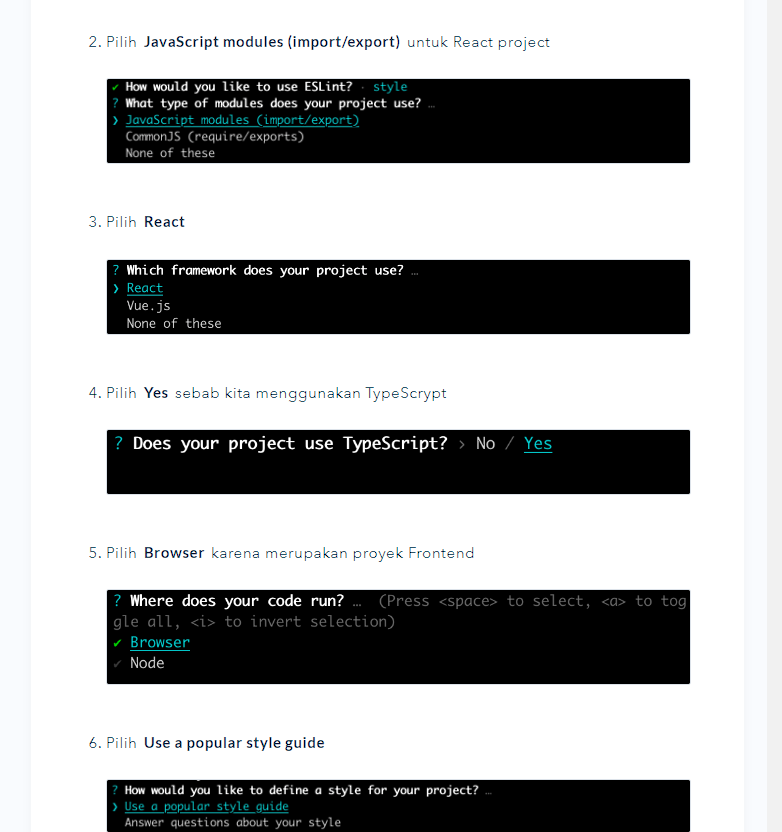 2. Pilih JavaScript modules (import/export) untuk React project
✔ How would you like to use ESLint? · style
? What type of modules does your project use? …
❯ JavaScript modules (import/export)
CommonJS (require/exports)
None of these
3. Pilih React
? Which framework does your project use? …
❯ React
Vue.js
None of these
4. Pilih Yes sebab kita menggunakan TypeScrypt
? Does your project use TypeScript? › No / Yes
5. Pilih Browser karena merupakan proyek Frontend
? Where does your code run? … (Press <space> to select, <a> to tog
gle all, <i> to invert selection)
✔ Browser
✔ Node
6. Pilih Use a popular style guide
? How would you like to define a style for your project? …
❯ Use a popular style guide
Answer questions about your style